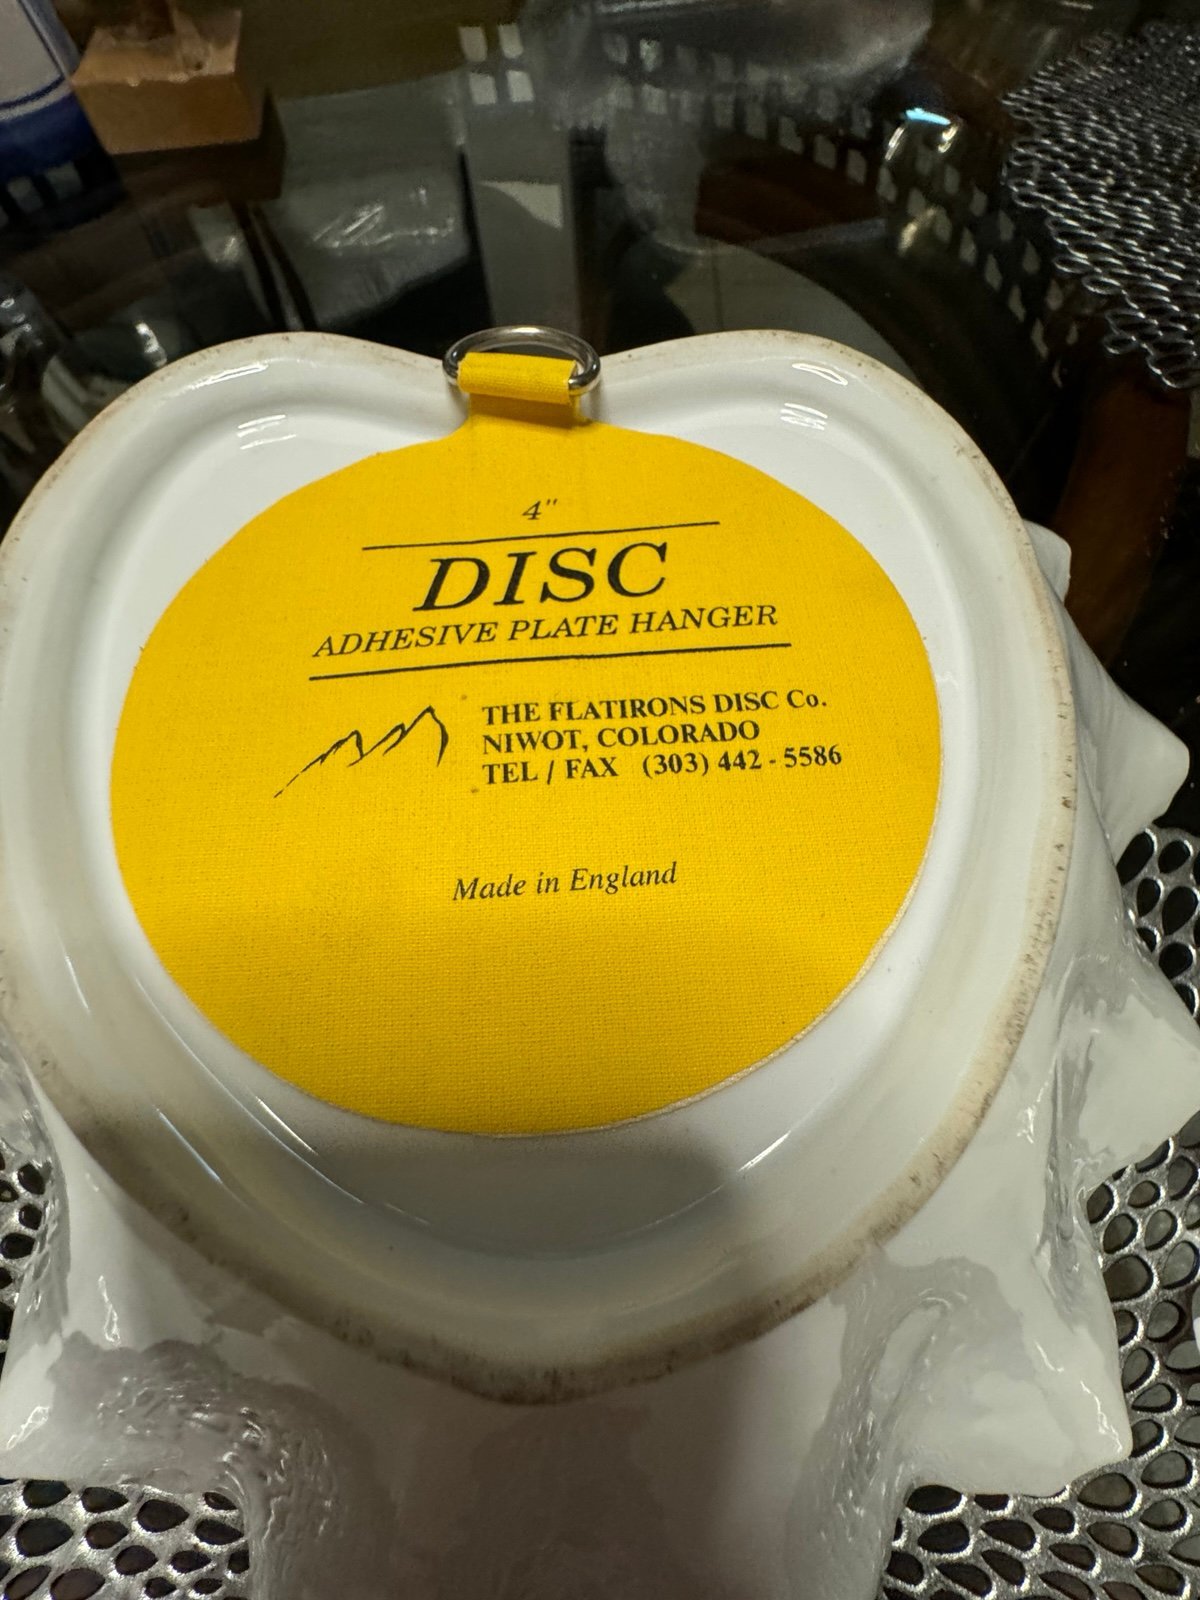 4"
DISC
ADHESIVE PLATE HANGER
THE FLATIRONS DISC Co.
NIWOT, COLORADO
TEL / FAX (303) 442 - 5586
Made in England